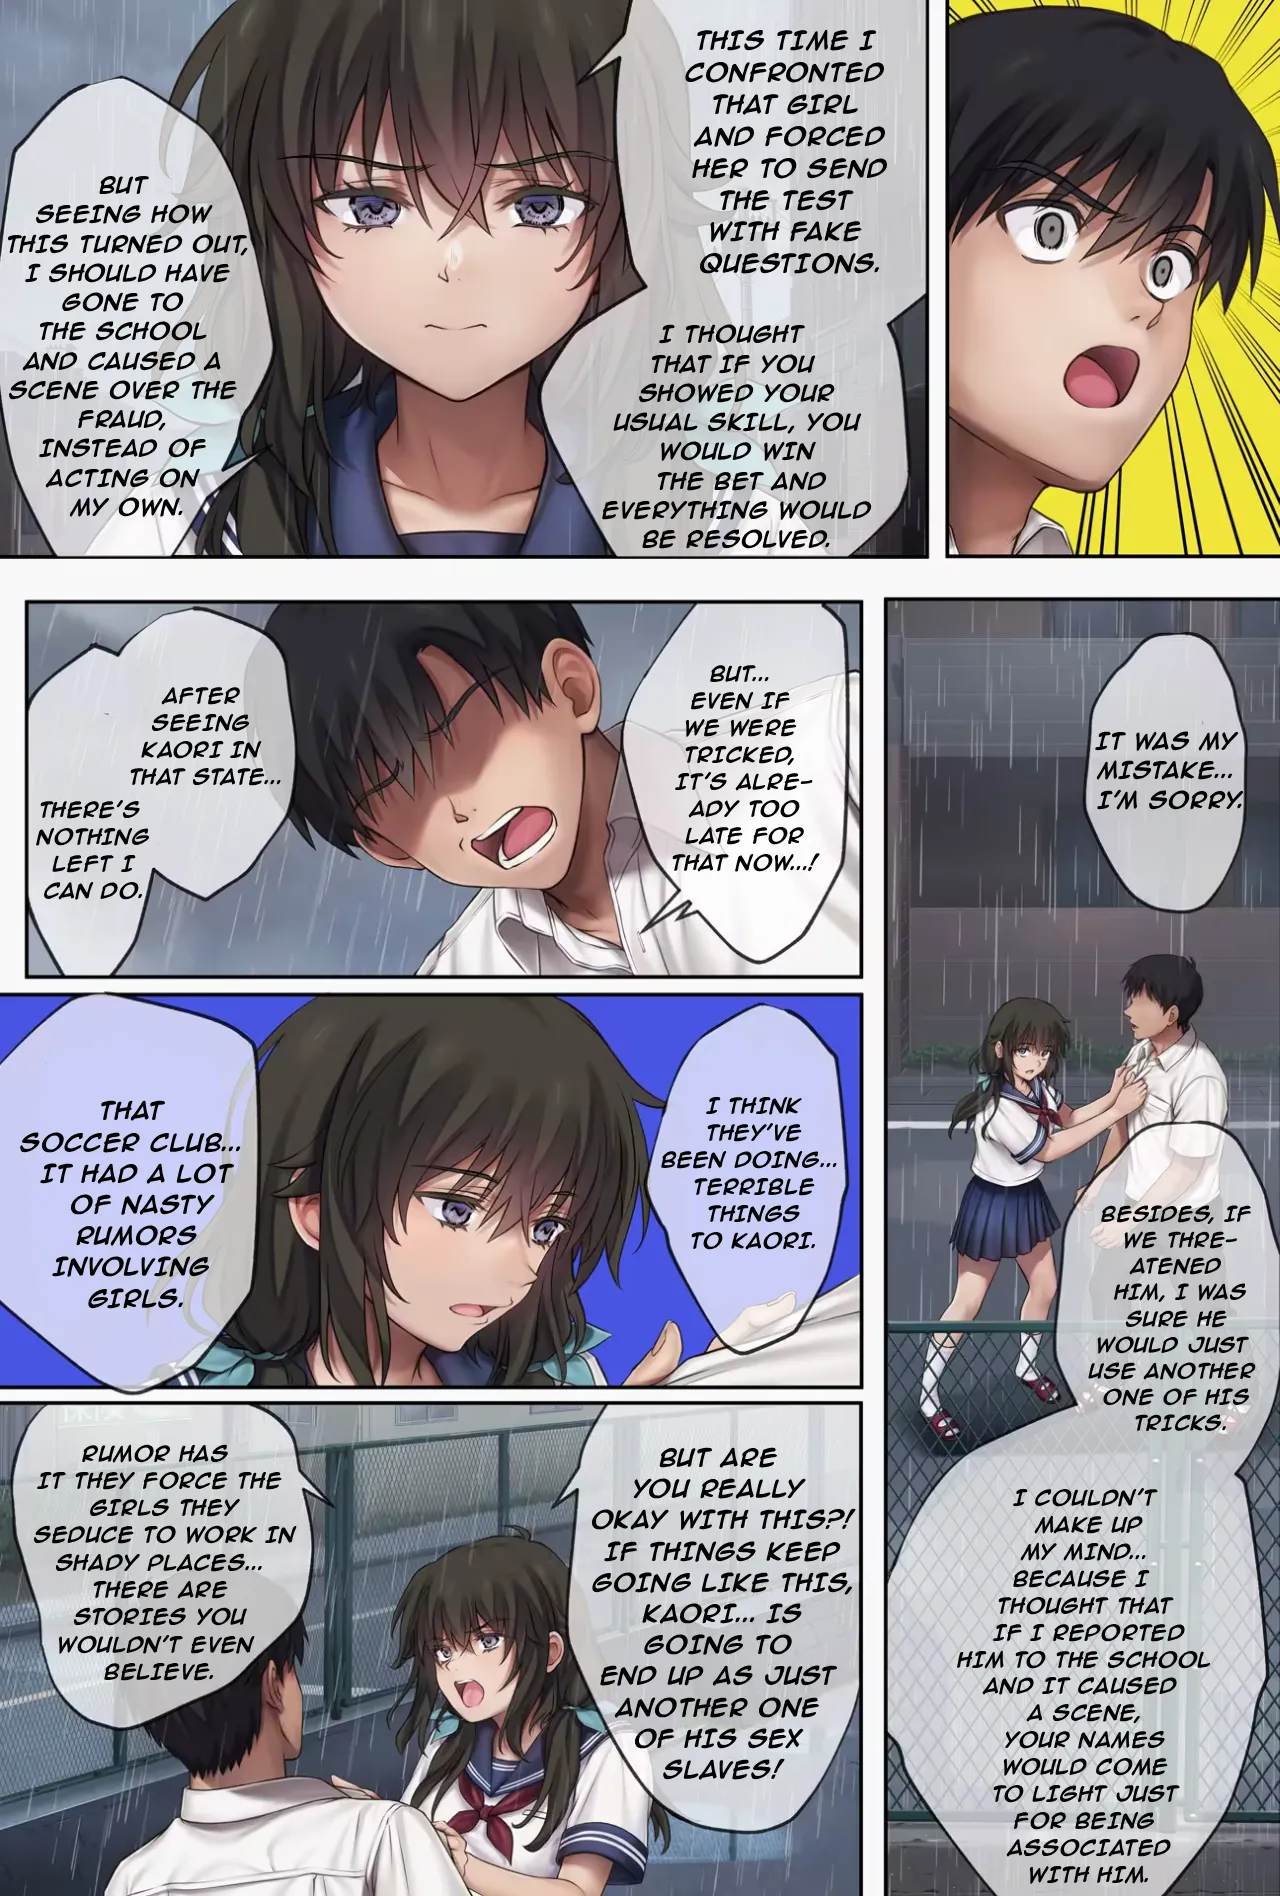 THIS TIME I
CONFRONTED
THAT GIRL
AND FORCED
HER TO SEND
THE TEST
WITH FAKE
QUESTIONS.
I THOUGHT
THAT IF YOU
SHOWED YOUR
USUAL SKILL, YOU
WOULD WIN
THE BET AND
EVERYTHING WOULD
BE RESOLVED.
BUT
SEEING HOW
THIS TURNED OUT,
I SHOULD HAVE
GONE TO
THE SCHOOL
AND CAUSED A
SCENE OVER THE
FRAUD,
INSTEAD OF
ACTING ON
MY OWN.
IT WAS MY
MISTAKE...
I'M SORRY.
BESIDES, IF
WE THRE-
ATENED
HIM, I WAS
SURE HE
WOULD JUST
USE ANOTHER
ONE OF HIS
TRICKS.
I COULDN'T
MAKE UP
MY MIND...
BECAUSE I
THOUGHT THAT
IF I REPORTED
HIM TO THE SCHOOL
AND IT CAUSED
A SCENE,
YOUR NAMES
WOULD COME
TO LIGHT JUST
FOR BEING
ASSOCIATED
WITH HIM.
BUT...
EVEN IF
WE WERE
TRICKED,
IT'S ALRE-
ADY TOO
LATE FOR
THAT NOW...!
AFTER
SEEING
KAORI IN
THAT STATE...
THERE'S
NOTHING
LEFT I
CAN DO.
I THINK
THEY'VE
BEEN DOING...
TERRIBLE
THINGS
TO KAORI.
THAT
SOCCER CLUB...
IT HAD A LOT
OF NASTY
RUMORS
INVOLVING
GIRLS.
BUT ARE
YOU REALLY
OKAY WITH THIS?!
IF THINGS KEEP
GOING LIKE THIS,
KAORI... IS
GOING TO
END UP AS JUST
ANOTHER ONE
OF HIS SEX
SLAVES!
RUMOR HAS
IT THEY FORCE THE
GIRLS THEY
SEDUCE TO WORK IN
SHADY PLACES...
THERE ARE
STORIES YOU
WOULDN'T EVEN
BELIEVE.